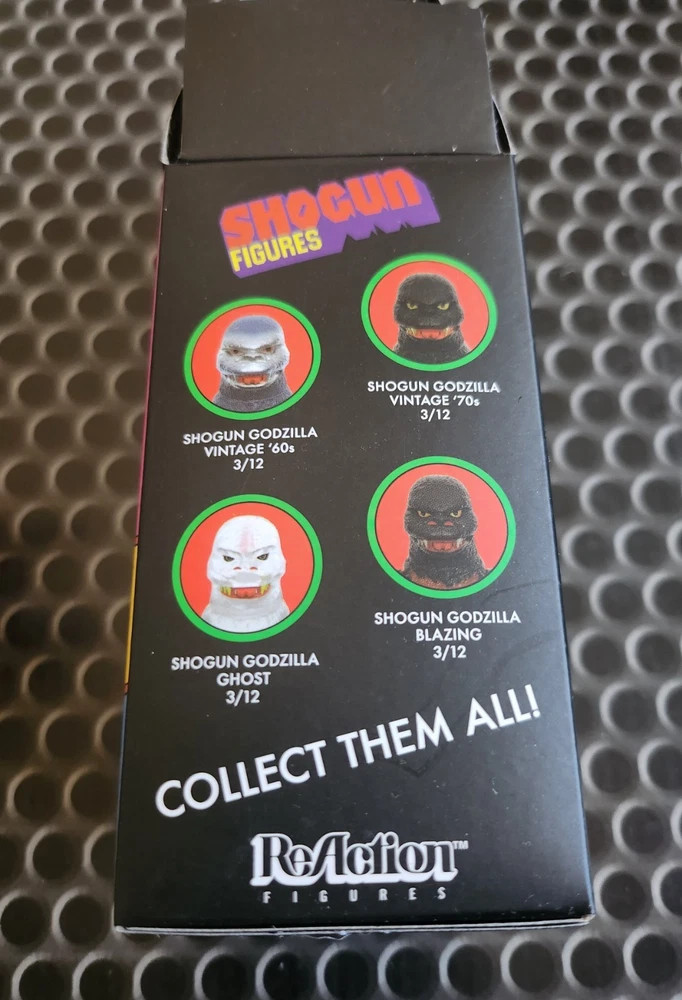 SHOGUN
FIGURES
SHOGUN GODZILLA
VINTAGE '60s
3/12
SHOGUN GODZILLA
VINTAGE '70s
3/12
SHOGUN GODZILLA
GHOST
3/12
SHOGUN GODZILLA
BLAZING
3/12
COLLECT THEM ALL!
ReAction™
FIGURES